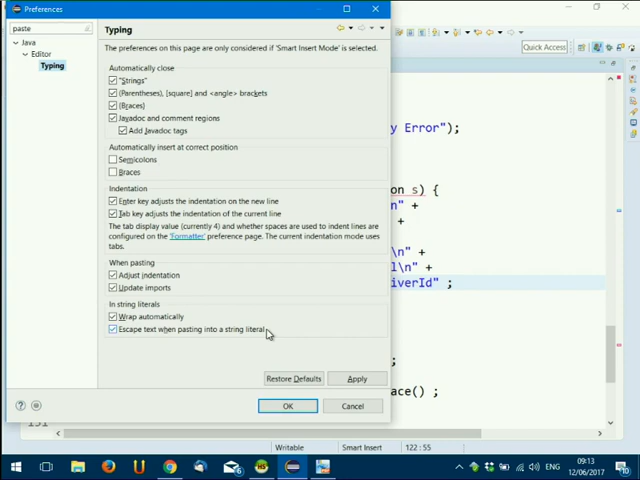 Preferences
paste
Java
Editor
Typing
Typing
The preferences on this page are only considered if 'Smart Insert Mode' is selected.
Automatically close
"Strings"
(Parentheses), [square] and <angle> brackets
{Braces}
Javadoc and comment regions
Add Javadoc tags
Automatically insert at correct position
Semicolons
Braces
Indentation
Enter key adjusts the indentation on the new line
Tab key adjusts the indentation of the current line
The tab display value (currently 4) and whether spaces are used to indent lines are
configured on the 'Formatter' preference page. The current indentation mode uses
tabs.
When pasting
Adjust indentation
Update imports
In string literals
Wrap automatically
Escape text when pasting into a string literal
Restore Defaults Apply
OK Cancel
Quick Access
y Error");
on s) {
\n" +
+
\n" +
l\n" +
iverId" ;
;
ace() ;
Writable Smart Insert 122 : 55
09:13
12/06/2017